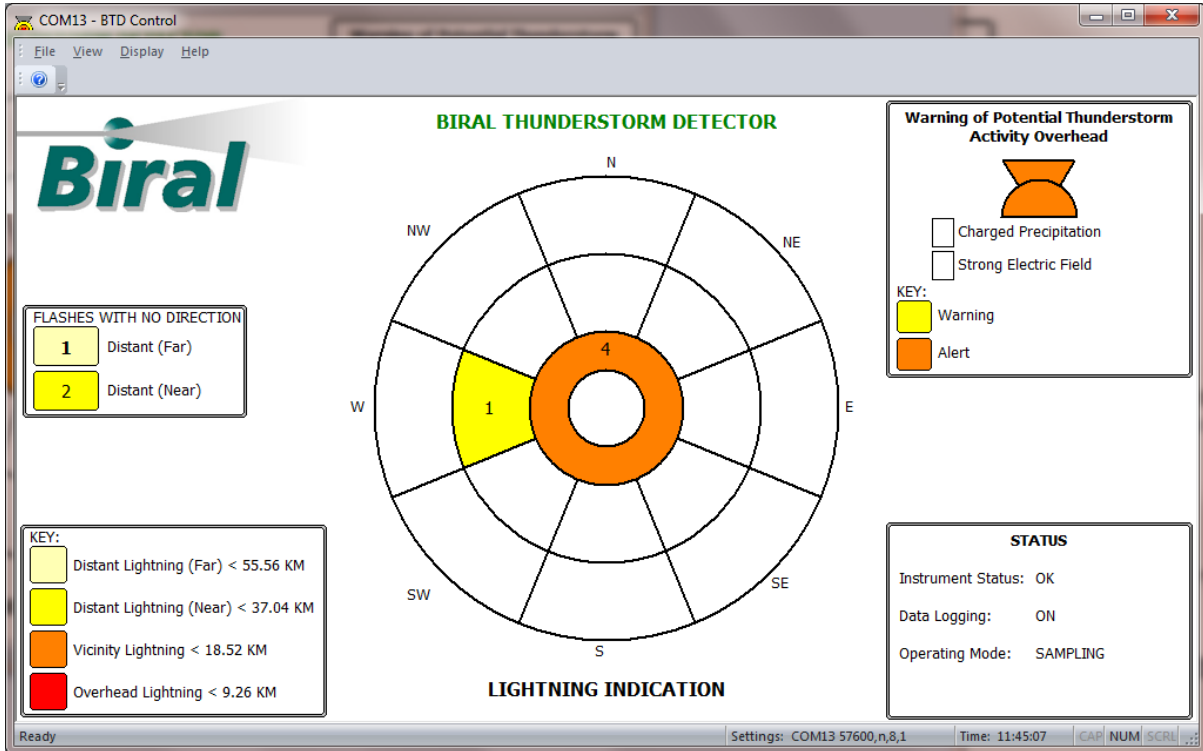 COM13 - BTD Control
File View Display Help
Biral
BIRAL THUNDERSTORM DETECTOR
N
NW
NE
W
E
SW
SE
S
4
1
LIGHTNING INDICATION
FLASHES WITH NO DIRECTION
1 Distant (Far)
2 Distant (Near)
KEY:
Distant Lightning (Far) < 55.56 KM
Distant Lightning (Near) < 37.04 KM
Vicinity Lightning < 18.52 KM
Overhead Lightning < 9.26 KM
Warning of Potential Thunderstorm
Activity Overhead
Charged Precipitation
Strong Electric Field
KEY:
Warning
Alert
STATUS
Instrument Status: OK
Data Logging: ON
Operating Mode: SAMPLING
Ready Settings: COM13 57600,n,8,1 Time: 11:45:07 CAP NUM SCRL